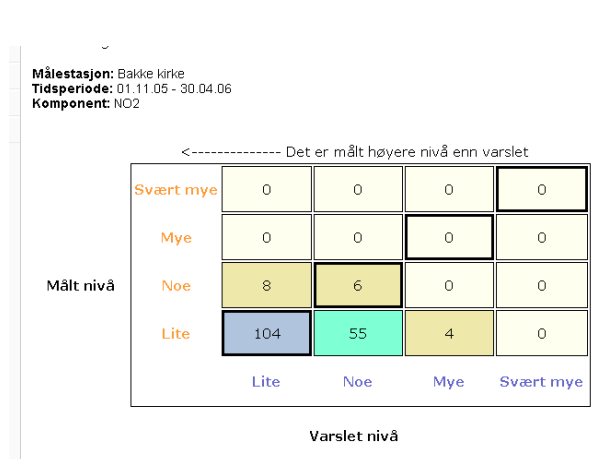 Målestasjon: Bakke kirke
Tidsperiode: 01.11.05 - 30.04.06
Komponent: NO2
<-------------- Det er målt høyere nivå enn varslet
Svært mye 0 0 0 0
Mye 0 0 0 0
Målt nivå Noe 8 6 0 0
Lite 104 55 4 0
Lite Noe Mye Svært mye
Varslet nivå